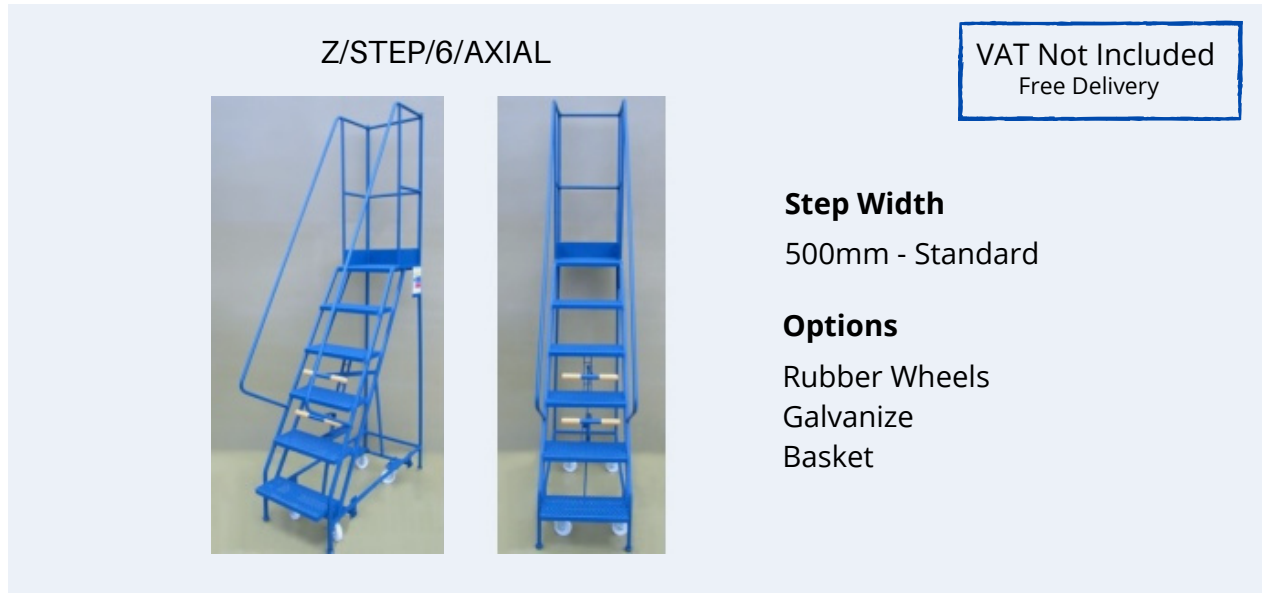 Z/STEP/6/AXIAL
VAT Not Included
Free Delivery
Step Width
500mm - Standard
Options
Rubber Wheels
Galvanize
Basket